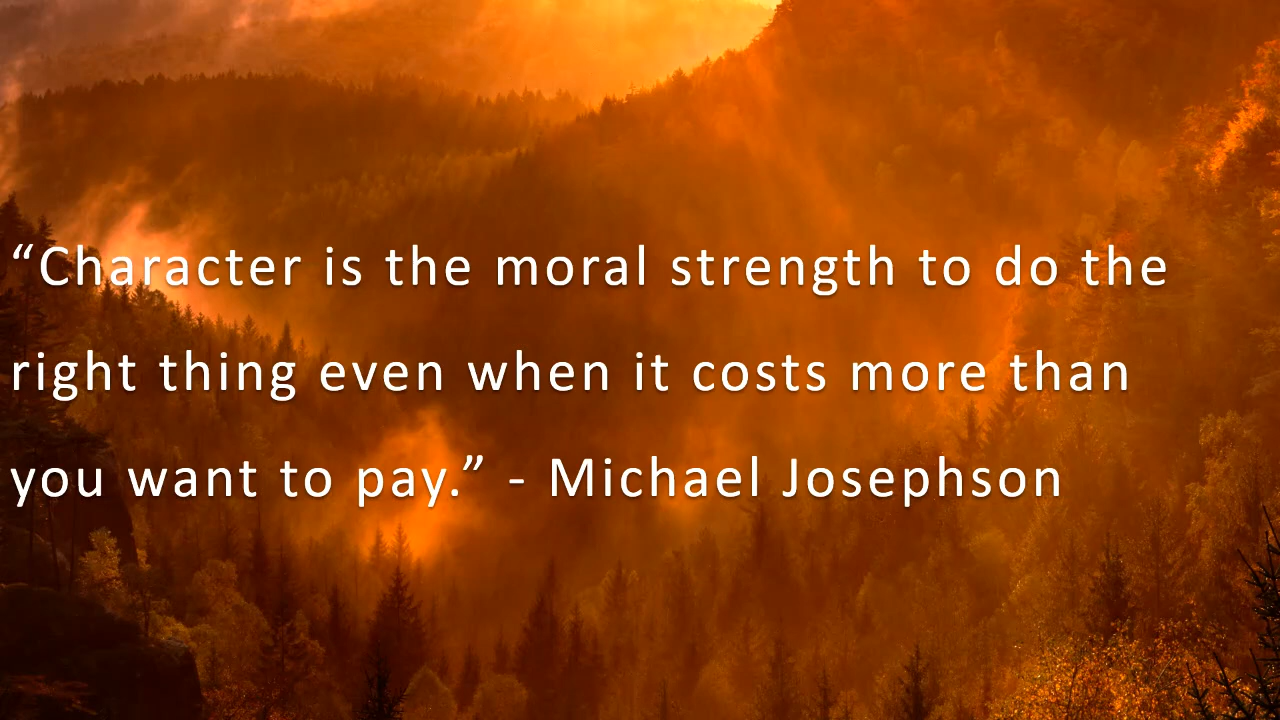 “Character is the moral strength to do the
right thing even when it costs more than
you want to pay.” - Michael Josephson